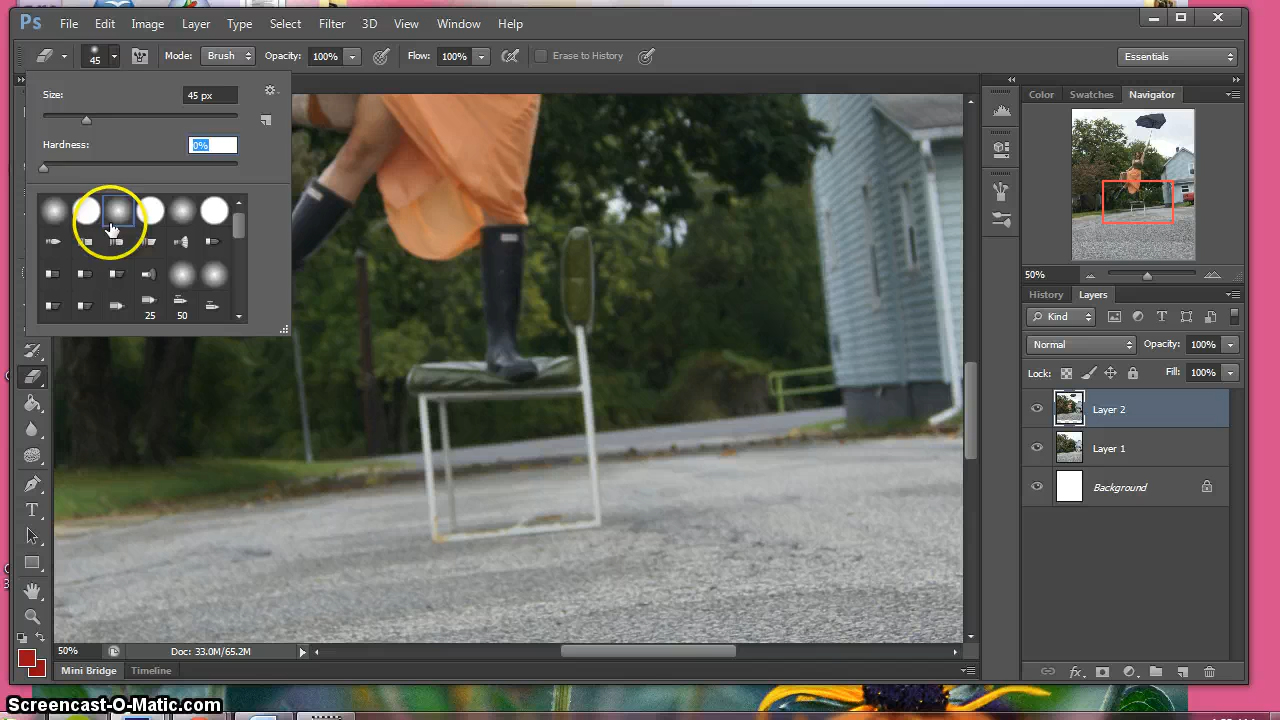 Ps File Edit Image Layer Type Select Filter 3D View Window Help
45 Mode: Brush Opacity: 100% Flow: 100% Erase to History Essentials
Size: 45 px
Hardness: 0%
25 50
Color Swatches Navigator
50%
History Layers
Kind
Normal Opacity: 100%
Lock: Fill: 100%
Layer 2
Layer 1
Background
50% Doc: 33.0M/65.2M
Mini Bridge Timeline
Screencast-O-Matic.com